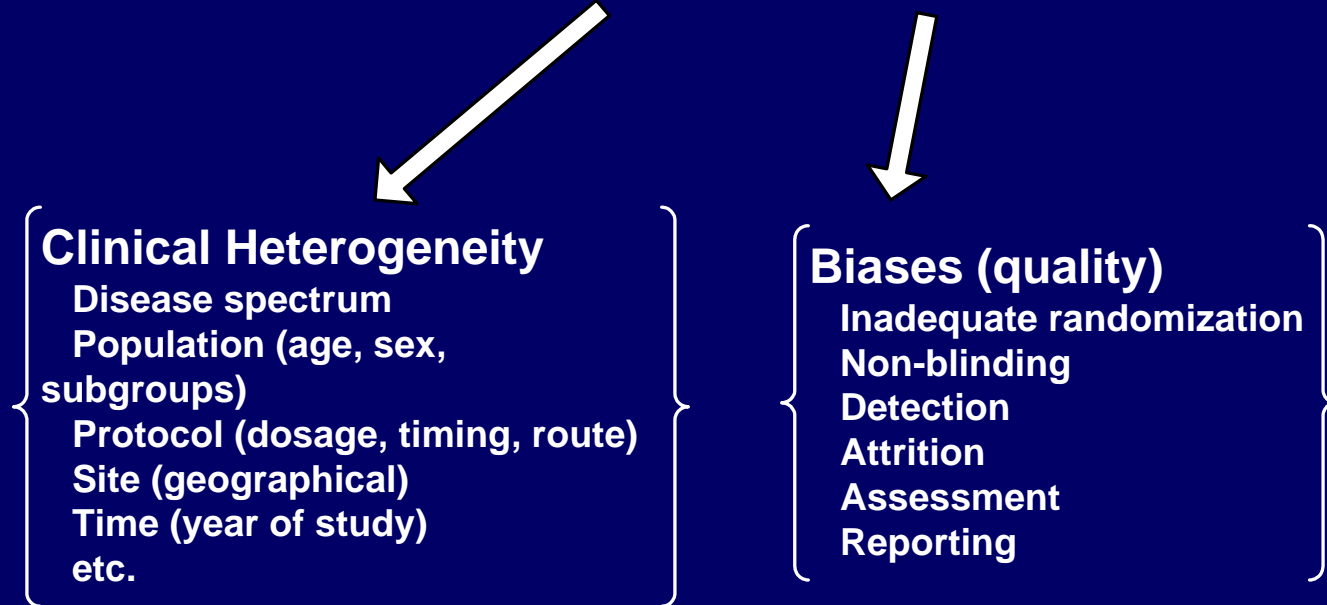 Clinical Heterogeneity
Disease spectrum
Population (age, sex,
subgroups)
Protocol (dosage, timing, route)
Site (geographical)
Time (year of study)
etc.
Biases (quality)
Inadequate randomization
Non-blinding
Detection
Attrition
Assessment
Reporting